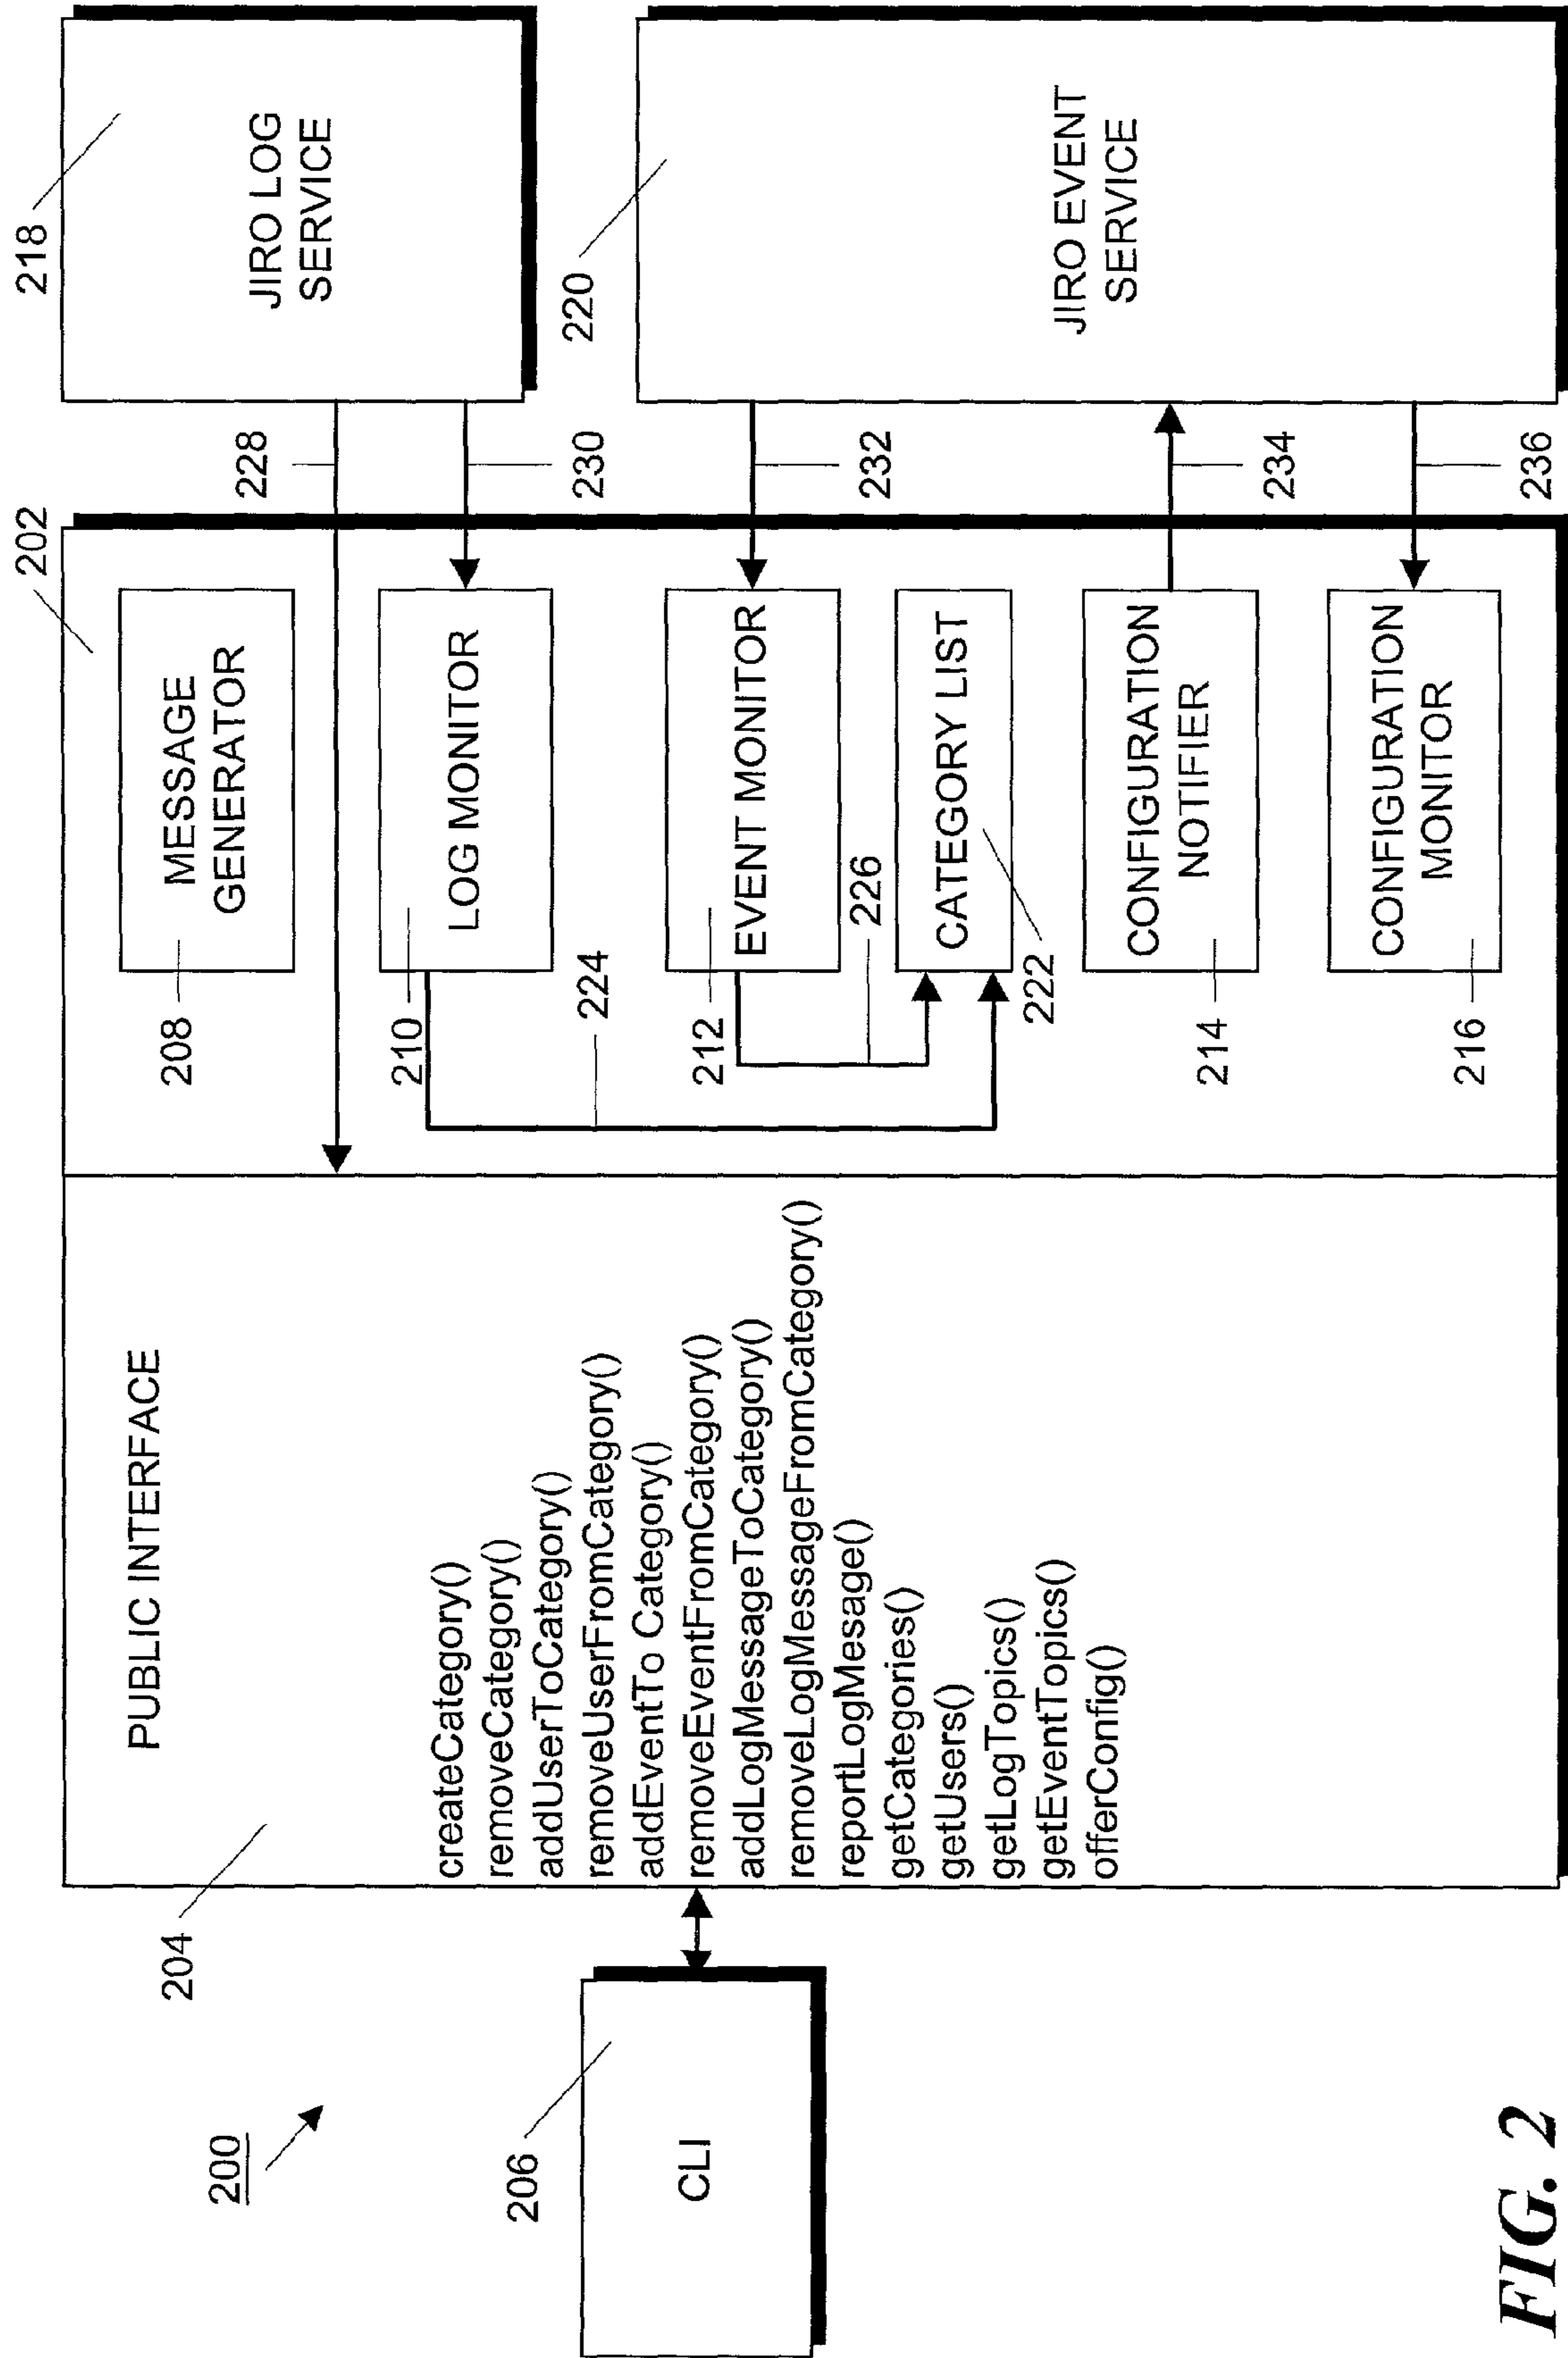 200
206
CLI
204
PUBLIC INTERFACE
createCategory()
removeCategory()
addUserToCategory()
removeUserFromCategory()
addEventTo Category()
removeEventFromCategory()
addLogMessageToCategory()
removeLogMessageFromCategory()
reportLogMessage()
getCategories()
getUsers()
getLogTopics()
getEventTopics()
offerConfig()
202
208
MESSAGE
GENERATOR
210
LOG MONITOR
224
212
EVENT MONITOR
226
CATEGORY LIST
222
214
CONFIGURATION
NOTIFIER
216
CONFIGURATION
MONITOR
228
230
232
234
236
218
JIRO LOG
SERVICE
220
JIRO EVENT
SERVICE
FIG. 2